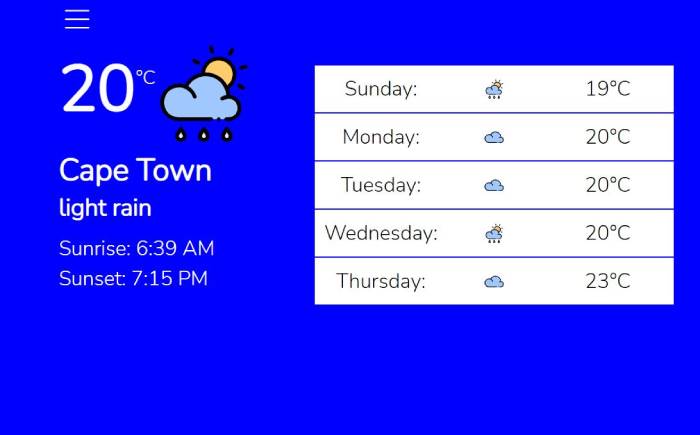 20°C
Cape Town
light rain
Sunrise: 6:39 AM
Sunset: 7:15 PM
Sunday: 19°C
Monday: 20°C
Tuesday: 20°C
Wednesday: 20°C
Thursday: 23°C